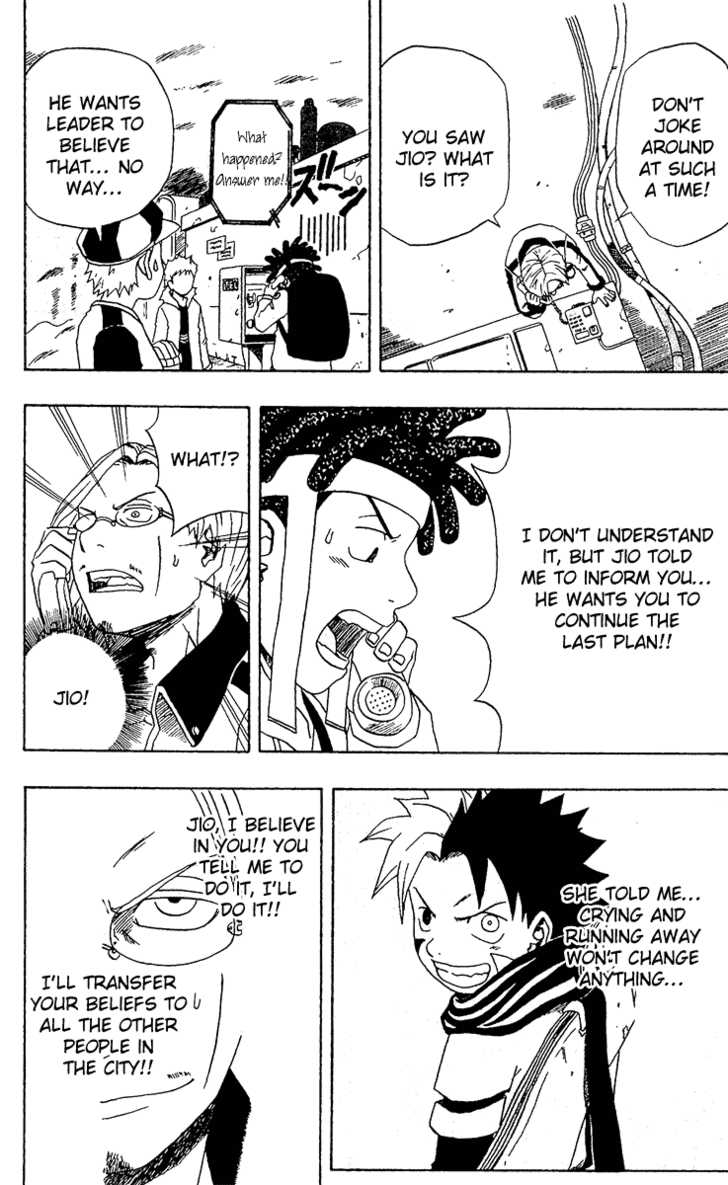 DON'T
JOKE
AROUND
AT SUCH
A TIME!
YOU SAW
JIO? WHAT
IS IT?
What
happened?
Answer me!!
ズーッ
HE WANTS
LEADER TO
BELIEVE
THAT... NO
WAY...
I DON'T UNDERSTAND
IT, BUT JIO TOLD
ME TO INFORM YOU...
HE WANTS YOU TO
CONTINUE THE
LAST PLAN!!
WHAT!?
JIO!
SHE TOLD ME...
CRYING AND
RUNNING AWAY
WON'T CHANGE
ANYTHING...
JIO, I BELIEVE
IN YOU!! YOU
TELL ME TO
DO IT, I'LL
DO IT!!
I'LL TRANSFER
YOUR BELIEFS TO
ALL THE OTHER
PEOPLE IN
THE CITY!!